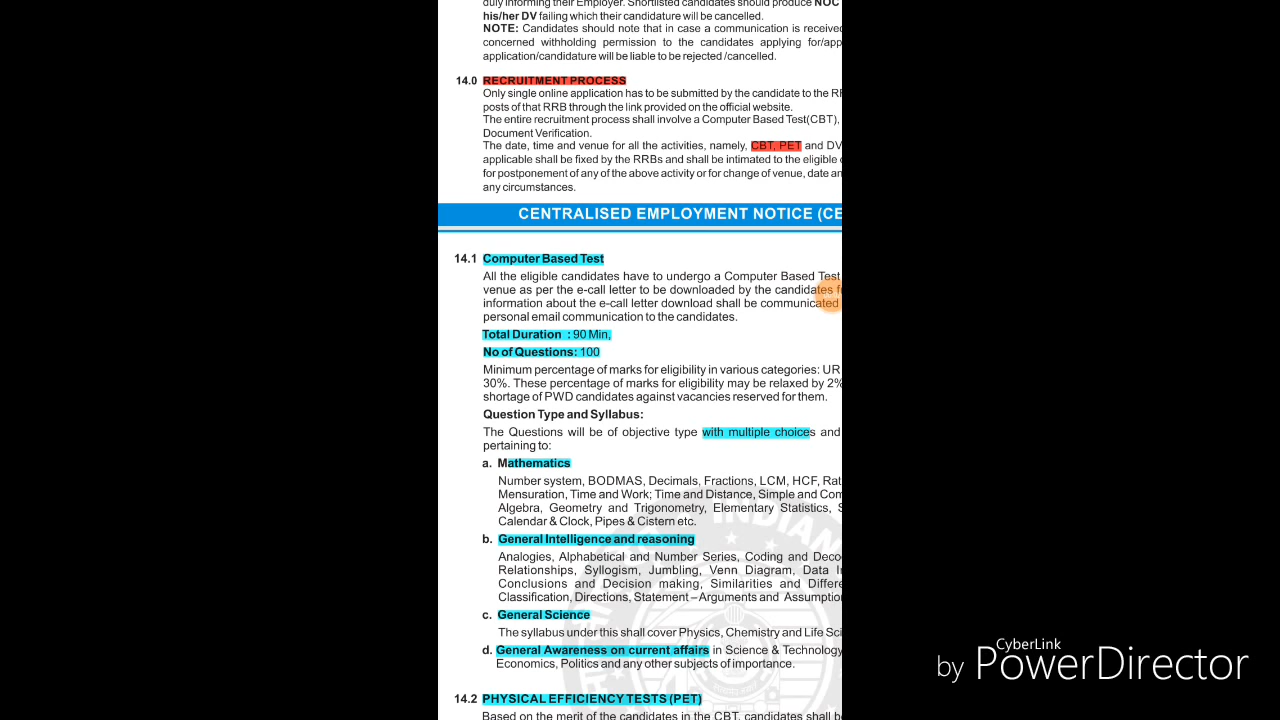 duly informing their Employer. Shortlisted candidates should produce NOC
his/her DV failing which their candidature will be cancelled.
NOTE: Candidates should note that in case a communication is received
concerned withholding permission to the candidates applying for/app
application/candidature will be liable to be rejected /cancelled.
14.0 RECRUITMENT PROCESS
Only single online application has to be submitted by the candidate to the RR
posts of that RRB through the link provided on the official website.
The entire recruitment process shall involve a Computer Based Test(CBT),
Document Verification.
The date, time and venue for all the activities, namely, CBT, PET and DV
applicable shall be fixed by the RRBs and shall be intimated to the eligible
for postponement of any of the above activity or for change of venue, date an
any circumstances.
CENTRALISED EMPLOYMENT NOTICE (CE
14.1 Computer Based Test
All the eligible candidates have to undergo a Computer Based Test
venue as per the e-call letter to be downloaded by the candidates
information about the e-call letter download shall be communicated
personal email communication to the candidates.
Total Duration : 90 Min,
No of Questions: 100
Minimum percentage of marks for eligibility in various categories: UR
30%. These percentage of marks for eligibility may be relaxed by 2%
shortage of PWD candidates against vacancies reserved for them.
Question Type and Syllabus:
The Questions will be of objective type with multiple choices and
pertaining to:
a. Mathematics
Number system, BODMAS, Decimals, Fractions, LCM, HCF, Rat
Mensuration, Time and Work; Time and Distance, Simple and Com
Algebra, Geometry and Trigonometry, Elementary Statistics, S
Calendar & Clock, Pipes & Cistern etc.
b. General Intelligence and reasoning
Analogies, Alphabetical and Number Series, Coding and Deco
Relationships, Syllogism, Jumbling, Venn Diagram, Data In
Conclusions and Decision making, Similarities and Differe
Classification, Directions, Statement – Arguments and Assumption
c. General Science
The syllabus under this shall cover Physics, Chemistry and Life Sci
d. General Awareness on current affairs in Science & Technology
Economics, Politics and any other subjects of importance.
14.2 PHYSICAL EFFICIENCY TESTS (PET)
Based on the merit of the candidates in the CBT, candidates shall be
INDIAN
by CyberLink PowerDirector